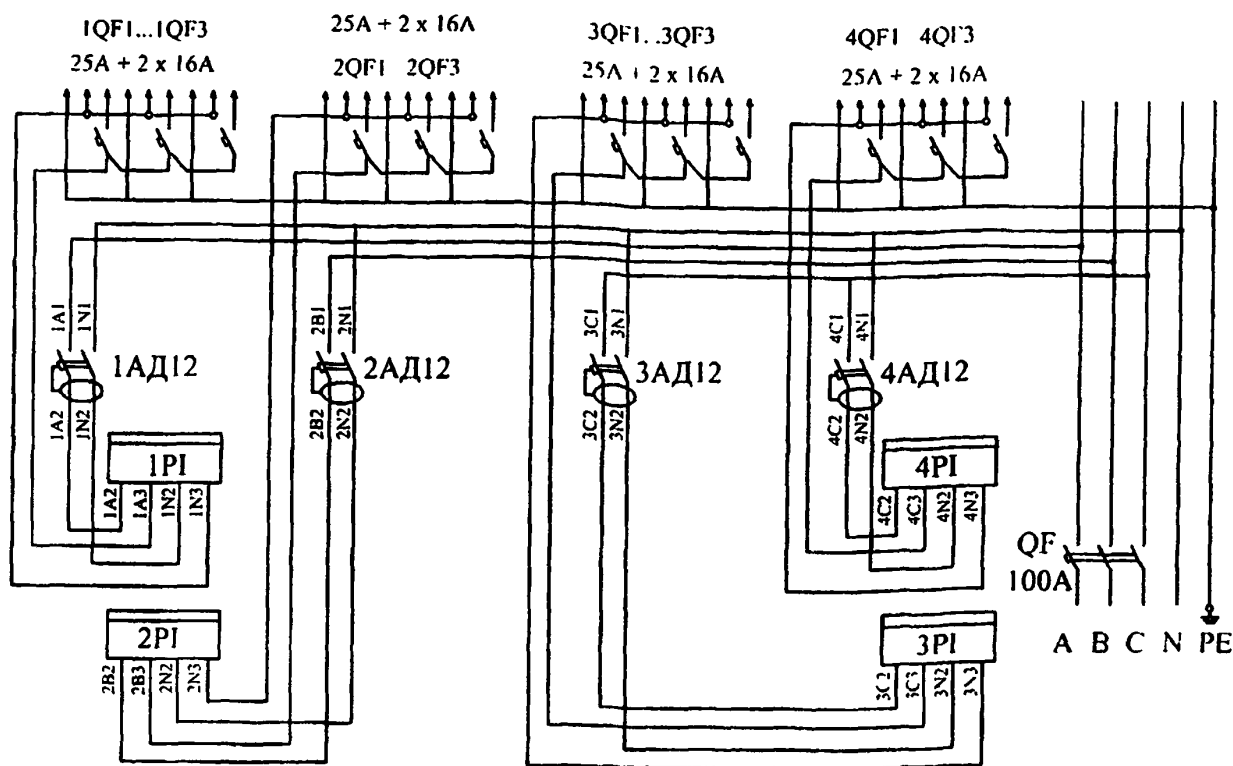 1QF1...1QF3
25A + 2 x 16A
25A + 2 x 16A
2QF1 2QF3
3QF1. .3QF3
25A + 2 x 16A
4QF1 4QF3
25A + 2 x 16A
1A1
1N1
2B1
2N1
3C1
3N1
4C1
4N1
1АД12
2АД12
3АД12
4АД12
1A2
1N2
2B2
2N2
3C2
3N2
4C2
4N2
1PI
1A2
1A3
1N2
1N3
4PI
4C2
4C3
4N2
4N3
QF
100A
2PI
2B2
2B3
2N2
2N3
3PI
3C2
3C3
3N2
3N3
A B C N PE